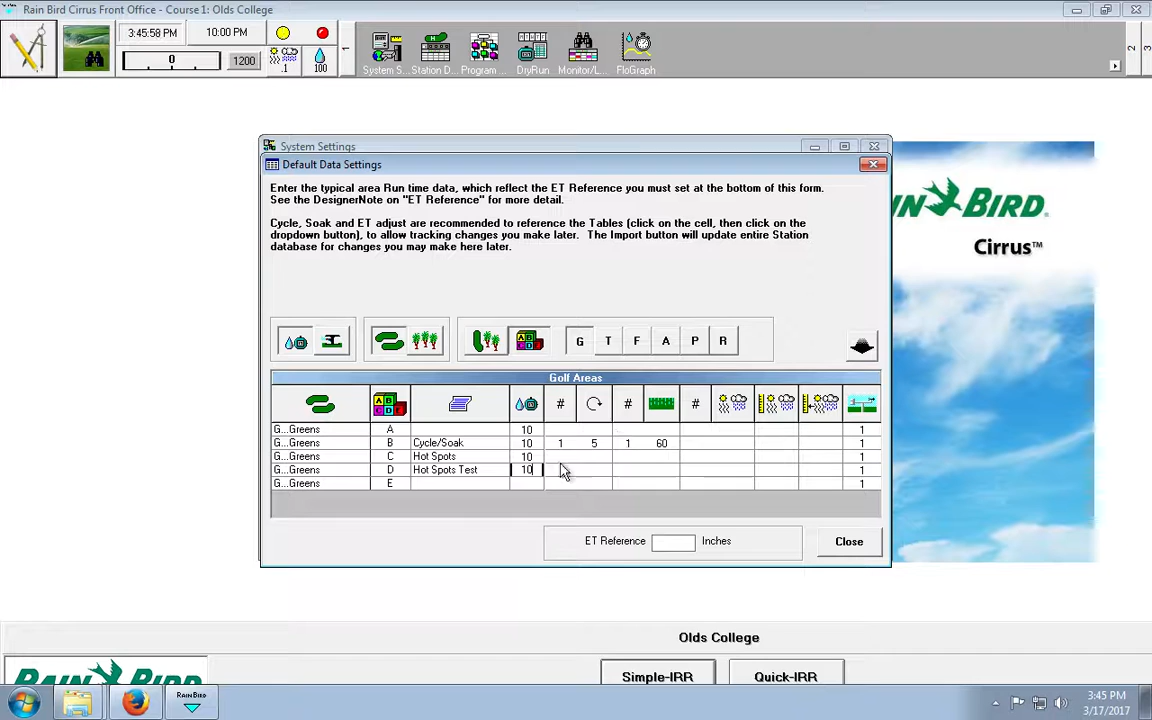 Rain Bird Cirrus Front Office - Course 1: Olds College
3:45:58 PM
10:00 PM
0
1200
.1
100
1
System S...
Station D...
Program ...
DryRun
Monitor/L...
FloGraph
2
3
System Settings
Default Data Settings
Enter the typical area Run time data, which reflect the ET Reference you must set at the bottom of this form.
See the DesignerNote on "ET Reference" for more detail.
Cycle, Soak and ET adjust are recommended to reference the Tables (click on the cell, then click on the
dropdown button), to allow tracking changes you make later. The Import button will update entire Station
database for changes you may make here later.
G T F A P R
Golf Areas
# # #
G...Greens A 10 1
G...Greens B Cycle/Soak 10 1 5 1 60 1
G...Greens C Hot Spots 10 1
G...Greens D Hot Spots Test 10 1
G...Greens E 1
ET Reference Inches
Close
RAIN BIRD.
Cirrus™
Olds College
RAIN BIRD
Simple-IRR
Quick-IRR
RAIN BIRD
3:45 PM
3/17/2017